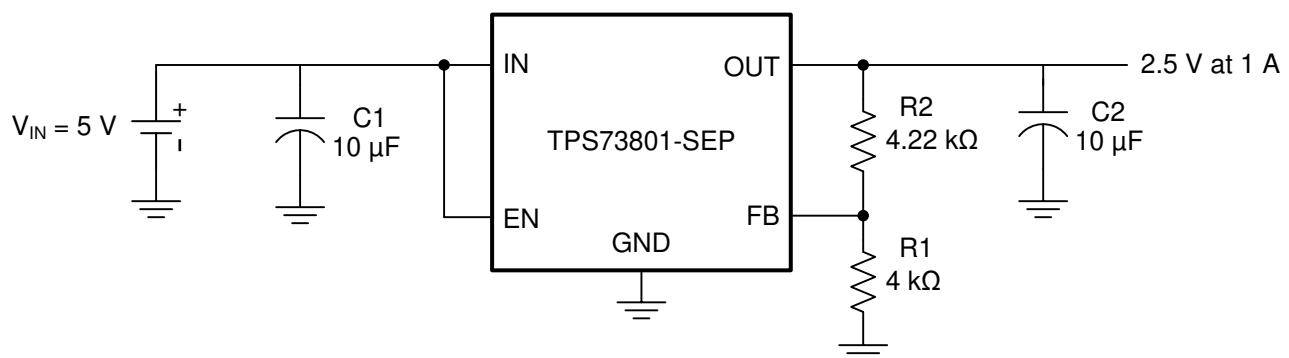 IN
OUT
2.5 V at 1 A
V_IN = 5 V
+
C1
10 µF
TPS73801-SEP
R2
4.22 kΩ
C2
10 µF
EN
FB
GND
R1
4 kΩ